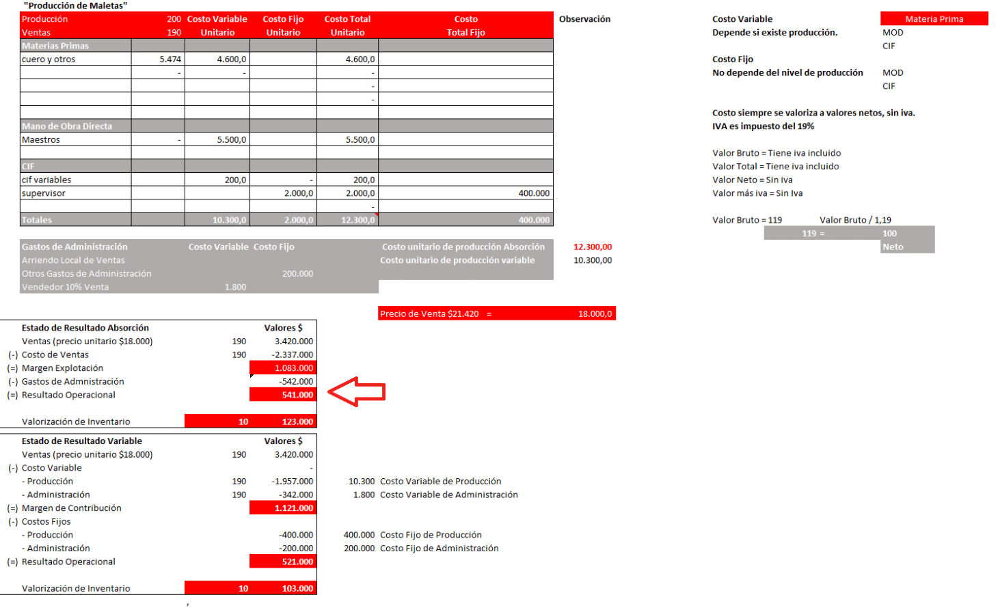 "Producción de Maletas"
Producción 200 Costo Variable Costo Fijo Costo Total Costo Observación
Ventas 190 Unitario Unitario Unitario Total Fijo
Materias Primas
cuero y otros 5.474 4.600,0 4.600,0
- - -
-
-
Mano de Obra Directa
Maestros - 5.500,0 5.500,0
CIF
cif variables 200,0 - 200,0
supervisor 2.000,0 2.000,0 400.000
-
Totales 10.300,0 2.000,0 12.300,0 400.000
Costo Variable Materia Prima
Depende si existe producción. MOD
CIF
Costo Fijo
No depende del nivel de producción MOD
CIF
Costo siempre se valoriza a valores netos, sin iva.
IVA es impuesto del 19%
Valor Bruto = Tiene iva incluido
Valor Total = Tiene iva incluido
Valor Neto = Sin iva
Valor más iva = Sin Iva
Valor Bruto = 119 Valor Bruto / 1,19
119 = 100
Neto
Gastos de Administración Costo Variable Costo Fijo
Arriendo Local de Ventas
Otros Gastos de Administración 200.000
Vendedor 10% Venta 1.800
Costo unitario de producción Absorción 12.300,00
Costo unitario de producción variable 10.300,00
Precio de Venta $21.420 = 18.000,0
Estado de Resultado Absorción Valores $
Ventas (precio unitario $18.000) 190 3.420.000
(-) Costo de Ventas 190 -2.337.000
(=) Margen Explotación 1.083.000
(-) Gastos de Admnistración -542.000
(=) Resultado Operacional 541.000
Valorización de Inventario 10 123.000
Estado de Resultado Variable Valores $
Ventas (precio unitario $18.000) 190 3.420.000
(-) Costo Variable -
- Producción 190 -1.957.000 10.300 Costo Variable de Producción
- Administración 190 -342.000 1.800 Costo Variable de Administración
(=) Margen de Contribución 1.121.000
(-) Costos Fijos
- Producción -400.000 400.000 Costo Fijo de Producción
- Administración -200.000 200.000 Costo Fijo de Administración
(=) Resultado Operacional 521.000
Valorización de Inventario 10 103.000
,